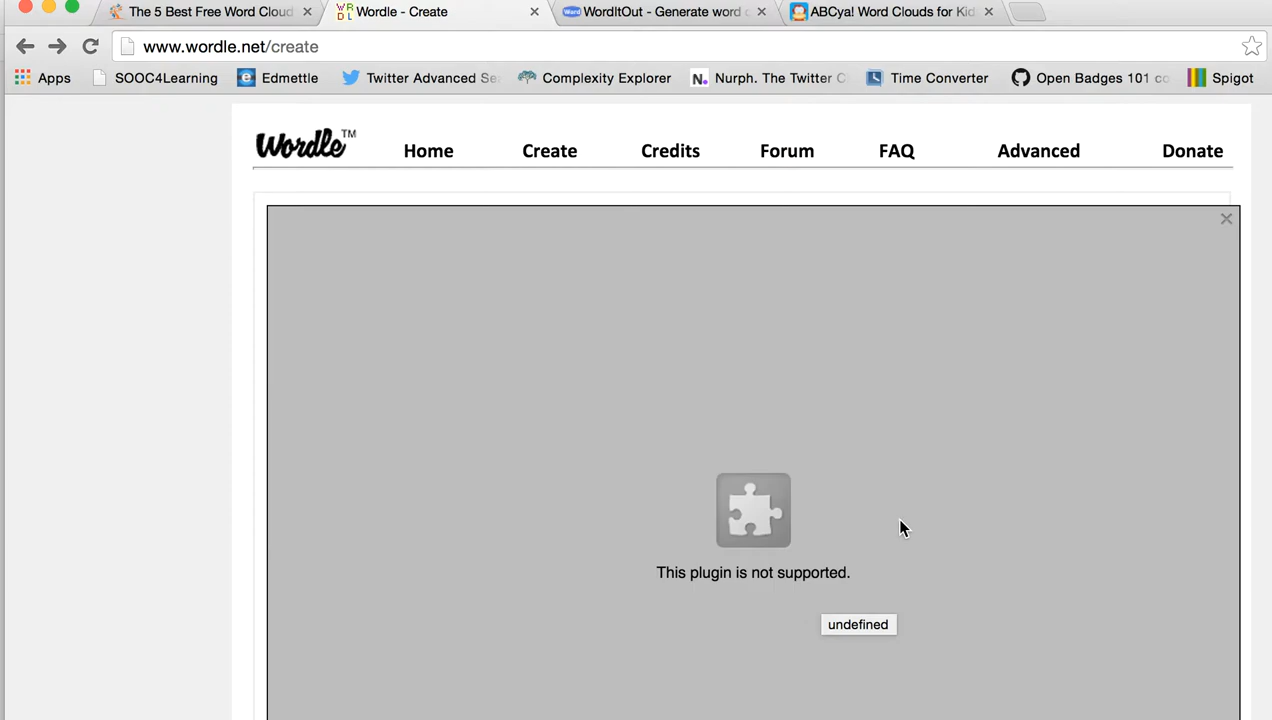 The 5 Best Free Word Cloud
Wordle - Create
WordItOut - Generate word
ABCya! Word Clouds for Kid
www.wordle.net/create
Apps SOOC4Learning Edmettle Twitter Advanced Se Complexity Explorer Nurph. The Twitter C Time Converter Open Badges 101 co Spigot
Wordle™ Home Create Credits Forum FAQ Advanced Donate
This plugin is not supported.
undefined